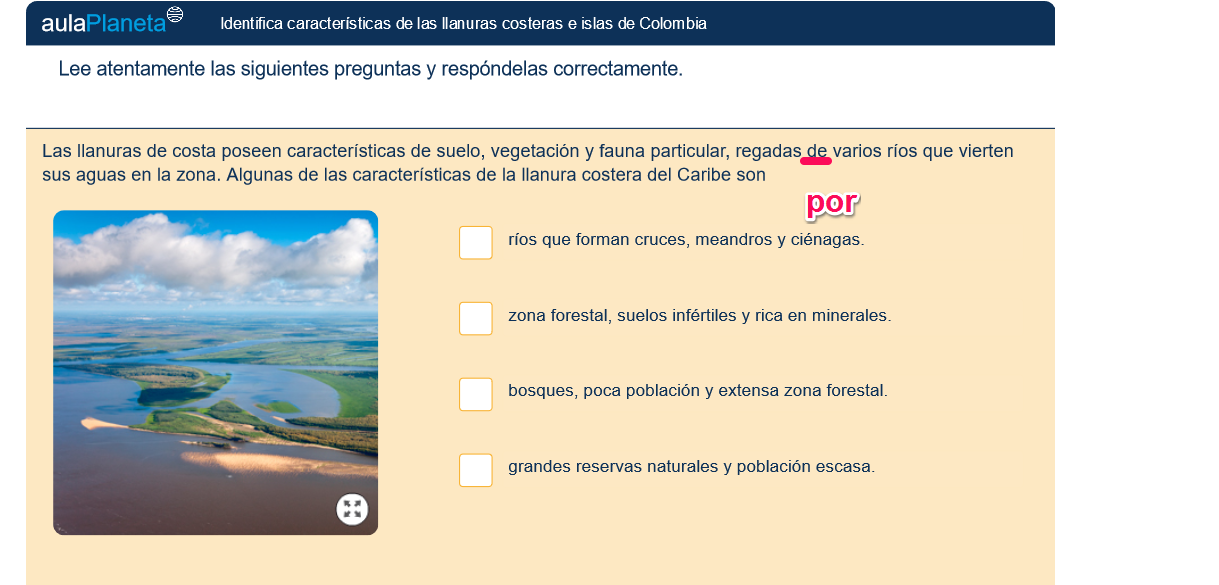 aulaPlaneta Identifica características de las llanuras costeras e islas de Colombia
Lee atentamente las siguientes preguntas y respóndelas correctamente.
Las llanuras de costa poseen características de suelo, vegetación y fauna particular, regadas de varios ríos que vierten
sus aguas en la zona. Algunas de las características de la llanura costera del Caribe son
por
ríos que forman cruces, meandros y ciénagas.
zona forestal, suelos infértiles y rica en minerales.
bosques, poca población y extensa zona forestal.
grandes reservas naturales y población escasa.